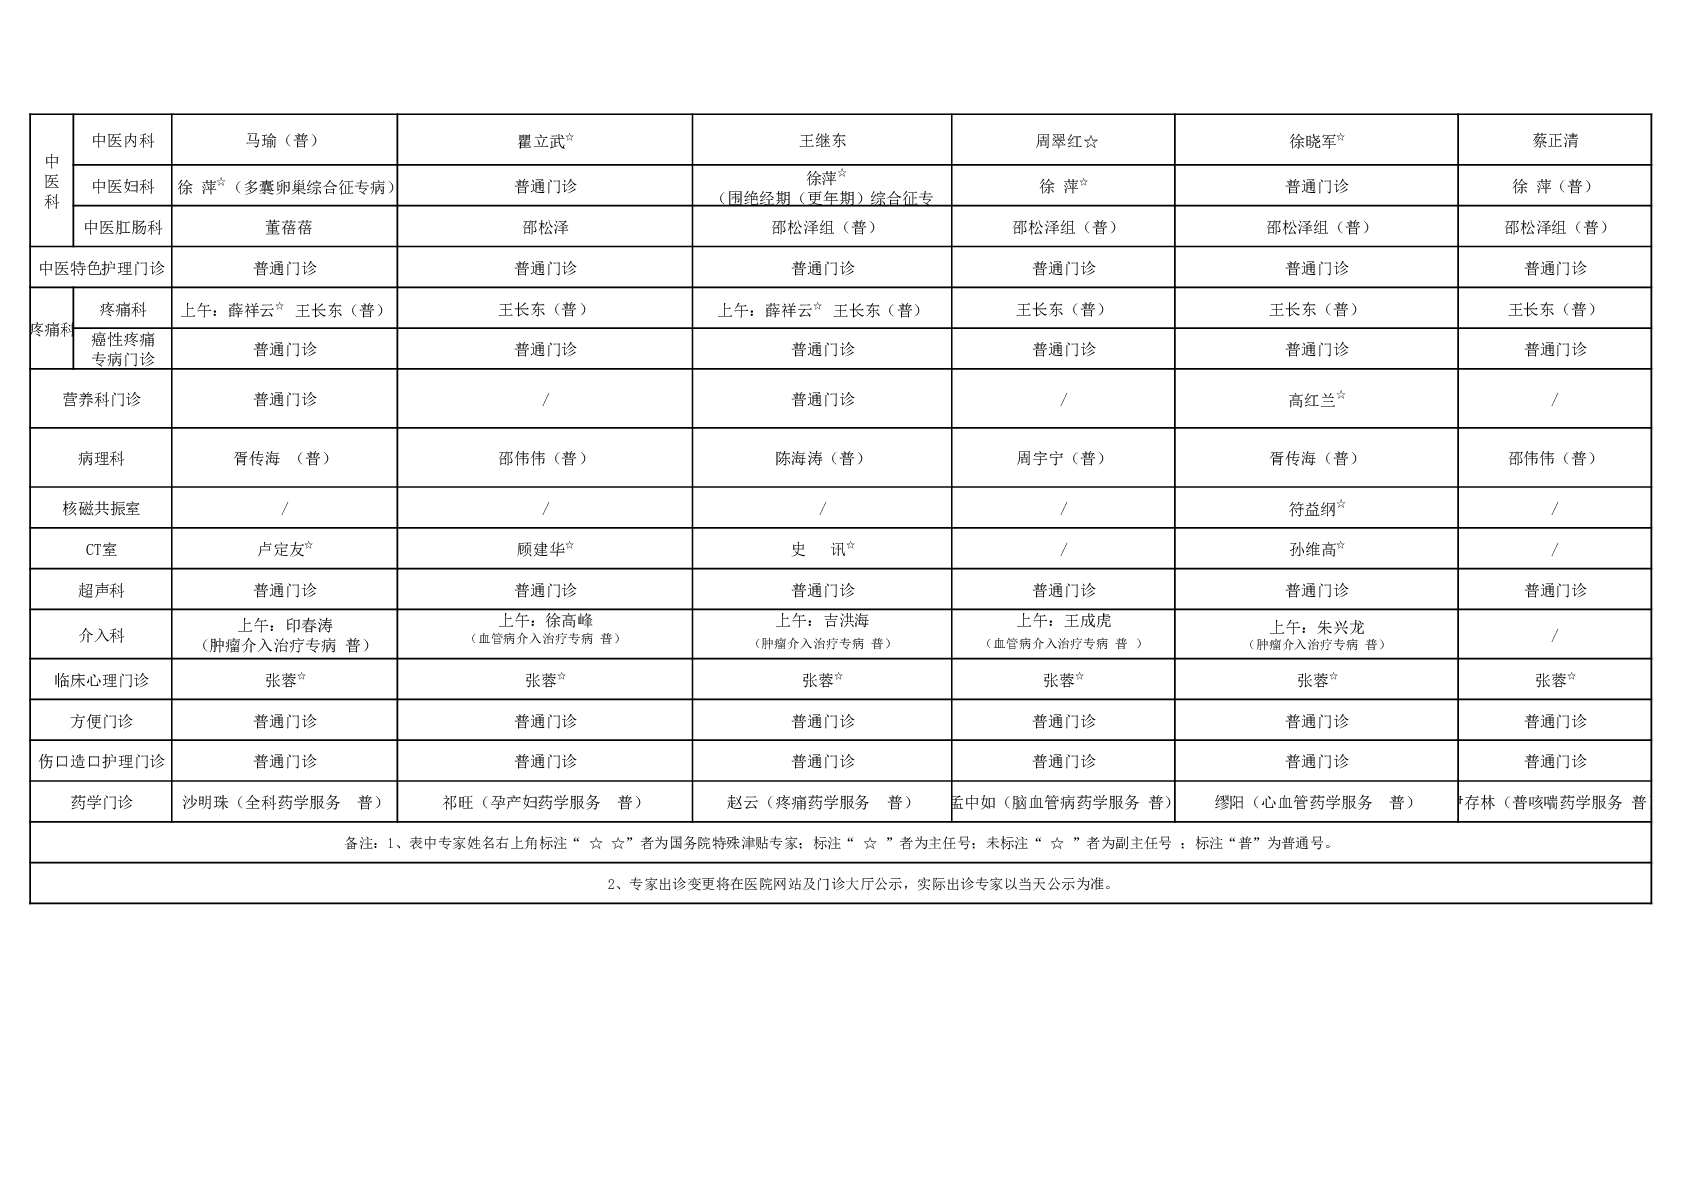 中医科 中医内科 马瑜（普） 瞿立武☆ 王继东 周翠红☆ 徐晓军☆ 蔡正清
中医妇科 徐 萍☆（多囊卵巢综合征专病） 普通门诊 徐萍☆ 徐 萍☆ 普通门诊 徐 萍（普）
（围绝经期（更年期）综合征专
中医肛肠科 董蓓蓓 邵松泽 邵松泽组（普） 邵松泽组（普） 邵松泽组（普） 邵松泽组（普）
中医特色护理门诊 普通门诊 普通门诊 普通门诊 普通门诊 普通门诊 普通门诊
疼痛科 疼痛科 上午：薛祥云☆ 王长东（普） 王长东（普） 上午：薛祥云☆ 王长东（普） 王长东（普） 王长东（普） 王长东（普）
癌性疼痛
专病门诊 普通门诊 普通门诊 普通门诊 普通门诊 普通门诊 普通门诊
营养科门诊 普通门诊 / 普通门诊 / 高红兰☆ /
病理科 胥传海 （普） 邵伟伟（普） 陈海涛（普） 周宇宁（普） 胥传海（普） 邵伟伟（普）
核磁共振室 / / / / 符益纲☆ /
CT室 卢定友☆ 顾建华☆ 史 讯☆ / 孙维高☆ /
超声科 普通门诊 普通门诊 普通门诊 普通门诊 普通门诊 普通门诊
介入科 上午：印春涛 上午：徐高峰 上午：吉洪海 上午：王成虎 上午：朱兴龙 /
（肿瘤介入治疗专病 普） （血管病介入治疗专病 普） （肿瘤介入治疗专病 普） （血管病介入治疗专病 普 ） （肿瘤介入治疗专病 普）
临床心理门诊 张蓉☆ 张蓉☆ 张蓉☆ 张蓉☆ 张蓉☆ 张蓉☆
方便门诊 普通门诊 普通门诊 普通门诊 普通门诊 普通门诊 普通门诊
伤口造口护理门诊 普通门诊 普通门诊 普通门诊 普通门诊 普通门诊 普通门诊
药学门诊 沙明珠（全科药学服务 普） 祁旺（孕产妇药学服务 普） 赵云（疼痛药学服务 普） 孟中如（脑血管病药学服务 普） 缪阳（心血管药学服务 普） 存林（普咳喘药学服务 普
备注：1、表中专家姓名右上角标注“ ☆ ☆”者为国务院特殊津贴专家；标注“ ☆ ”者为主任号；未标注“ ☆ ”者为副主任号 ；标注“普”为普通号。
2、专家出诊变更将在医院网站及门诊大厅公示，实际出诊专家以当天公示为准。